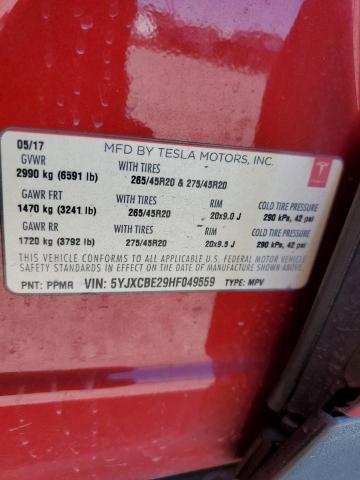 05/17 MFD BY TESLA MOTORS, INC.
GVWR WITH TIRES
2990 kg (6591 lb) 265/45R20 & 275/45R20
GAWR FRT WITH TIRES RIM COLD TIRE PRESSURE
1470 kg (3241 lb) 265/45R20 20x9.0 J 290 kPa, 42 psi
GAWR RR WITH TIRES RIM COLD TIRE PRESSURE
1720 kg (3792 lb) 275/45R20 20x9.5 J 290 kPa, 42 psi
THIS VEHICLE CONFORMS TO ALL APPLICABLE U.S. FEDERAL MOTOR VEHICLE
SAFETY STANDARDS IN EFFECT ON THE DATE OF MANUFACTURE SHOWN ABOVE.
PNT: PPMR VIN: 5YJXCBE29HF049559 TYPE: MPV